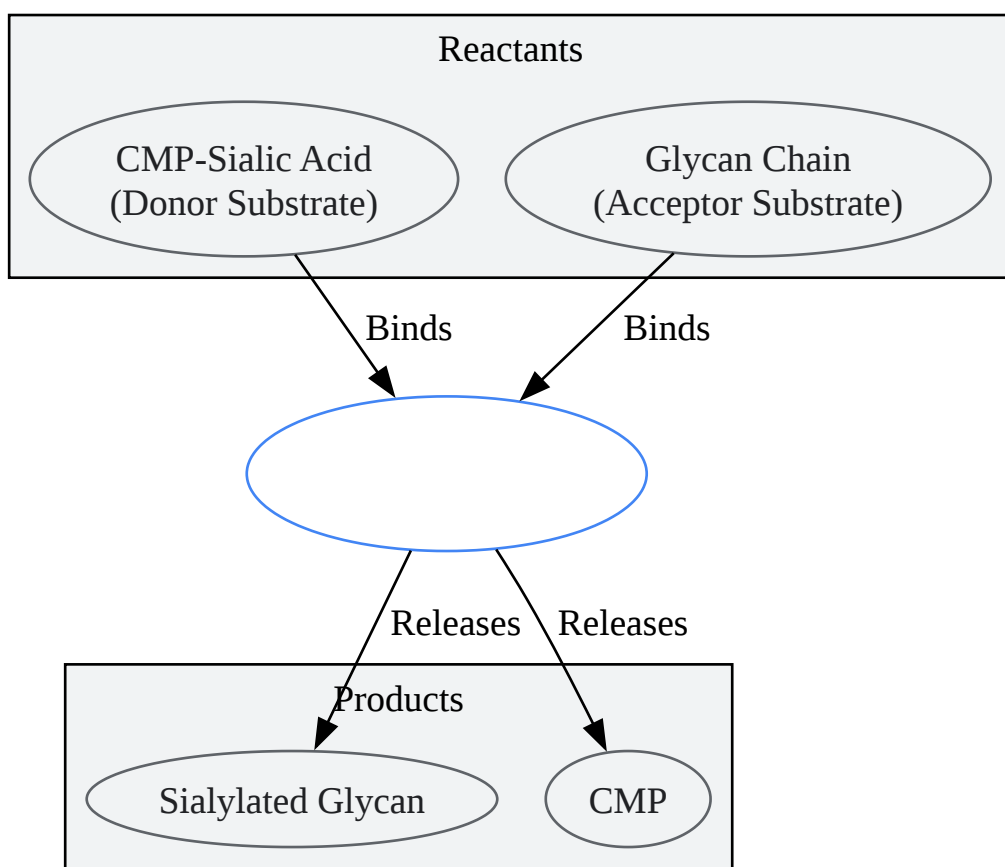 Reactants
CMP-Sialic Acid
(Donor Substrate)
Glycan Chain
(Acceptor Substrate)
Binds
Binds
Releases
Releases
Products
Sialylated Glycan
CMP